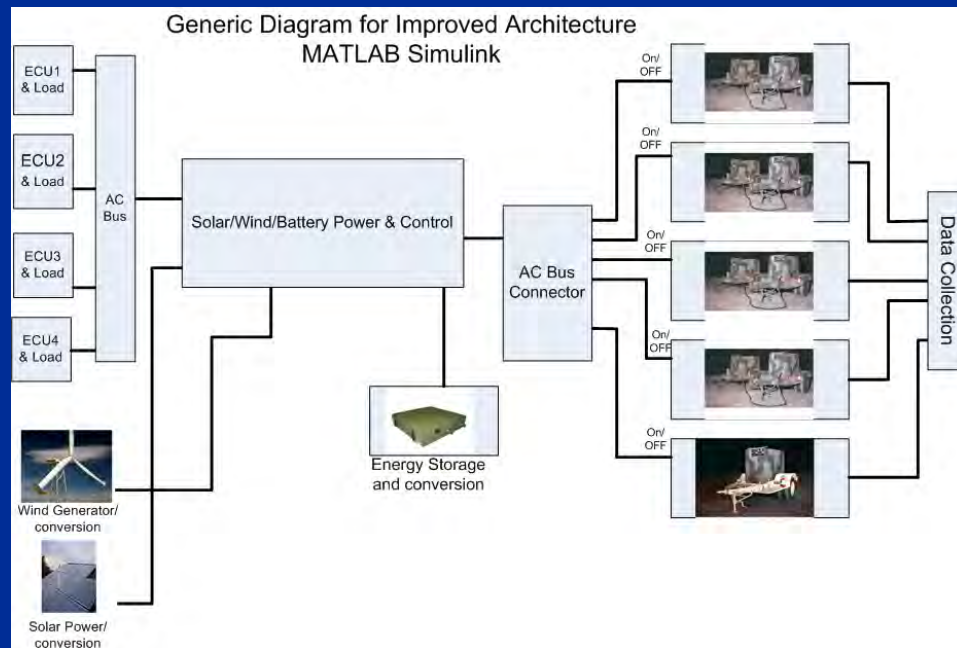 Generic Diagram for Improved Architecture
MATLAB Simulink
ECU1
& Load
ECU2
& Load
ECU3
& Load
ECU4
& Load
AC
Bus
Solar/Wind/Battery Power & Control
AC Bus
Connector
On/
OFF
On/
OFF
On/
OFF
On/
OFF
On/
OFF
Data Collection
Energy Storage
and conversion
Wind Generator/
conversion
Solar Power/
conversion